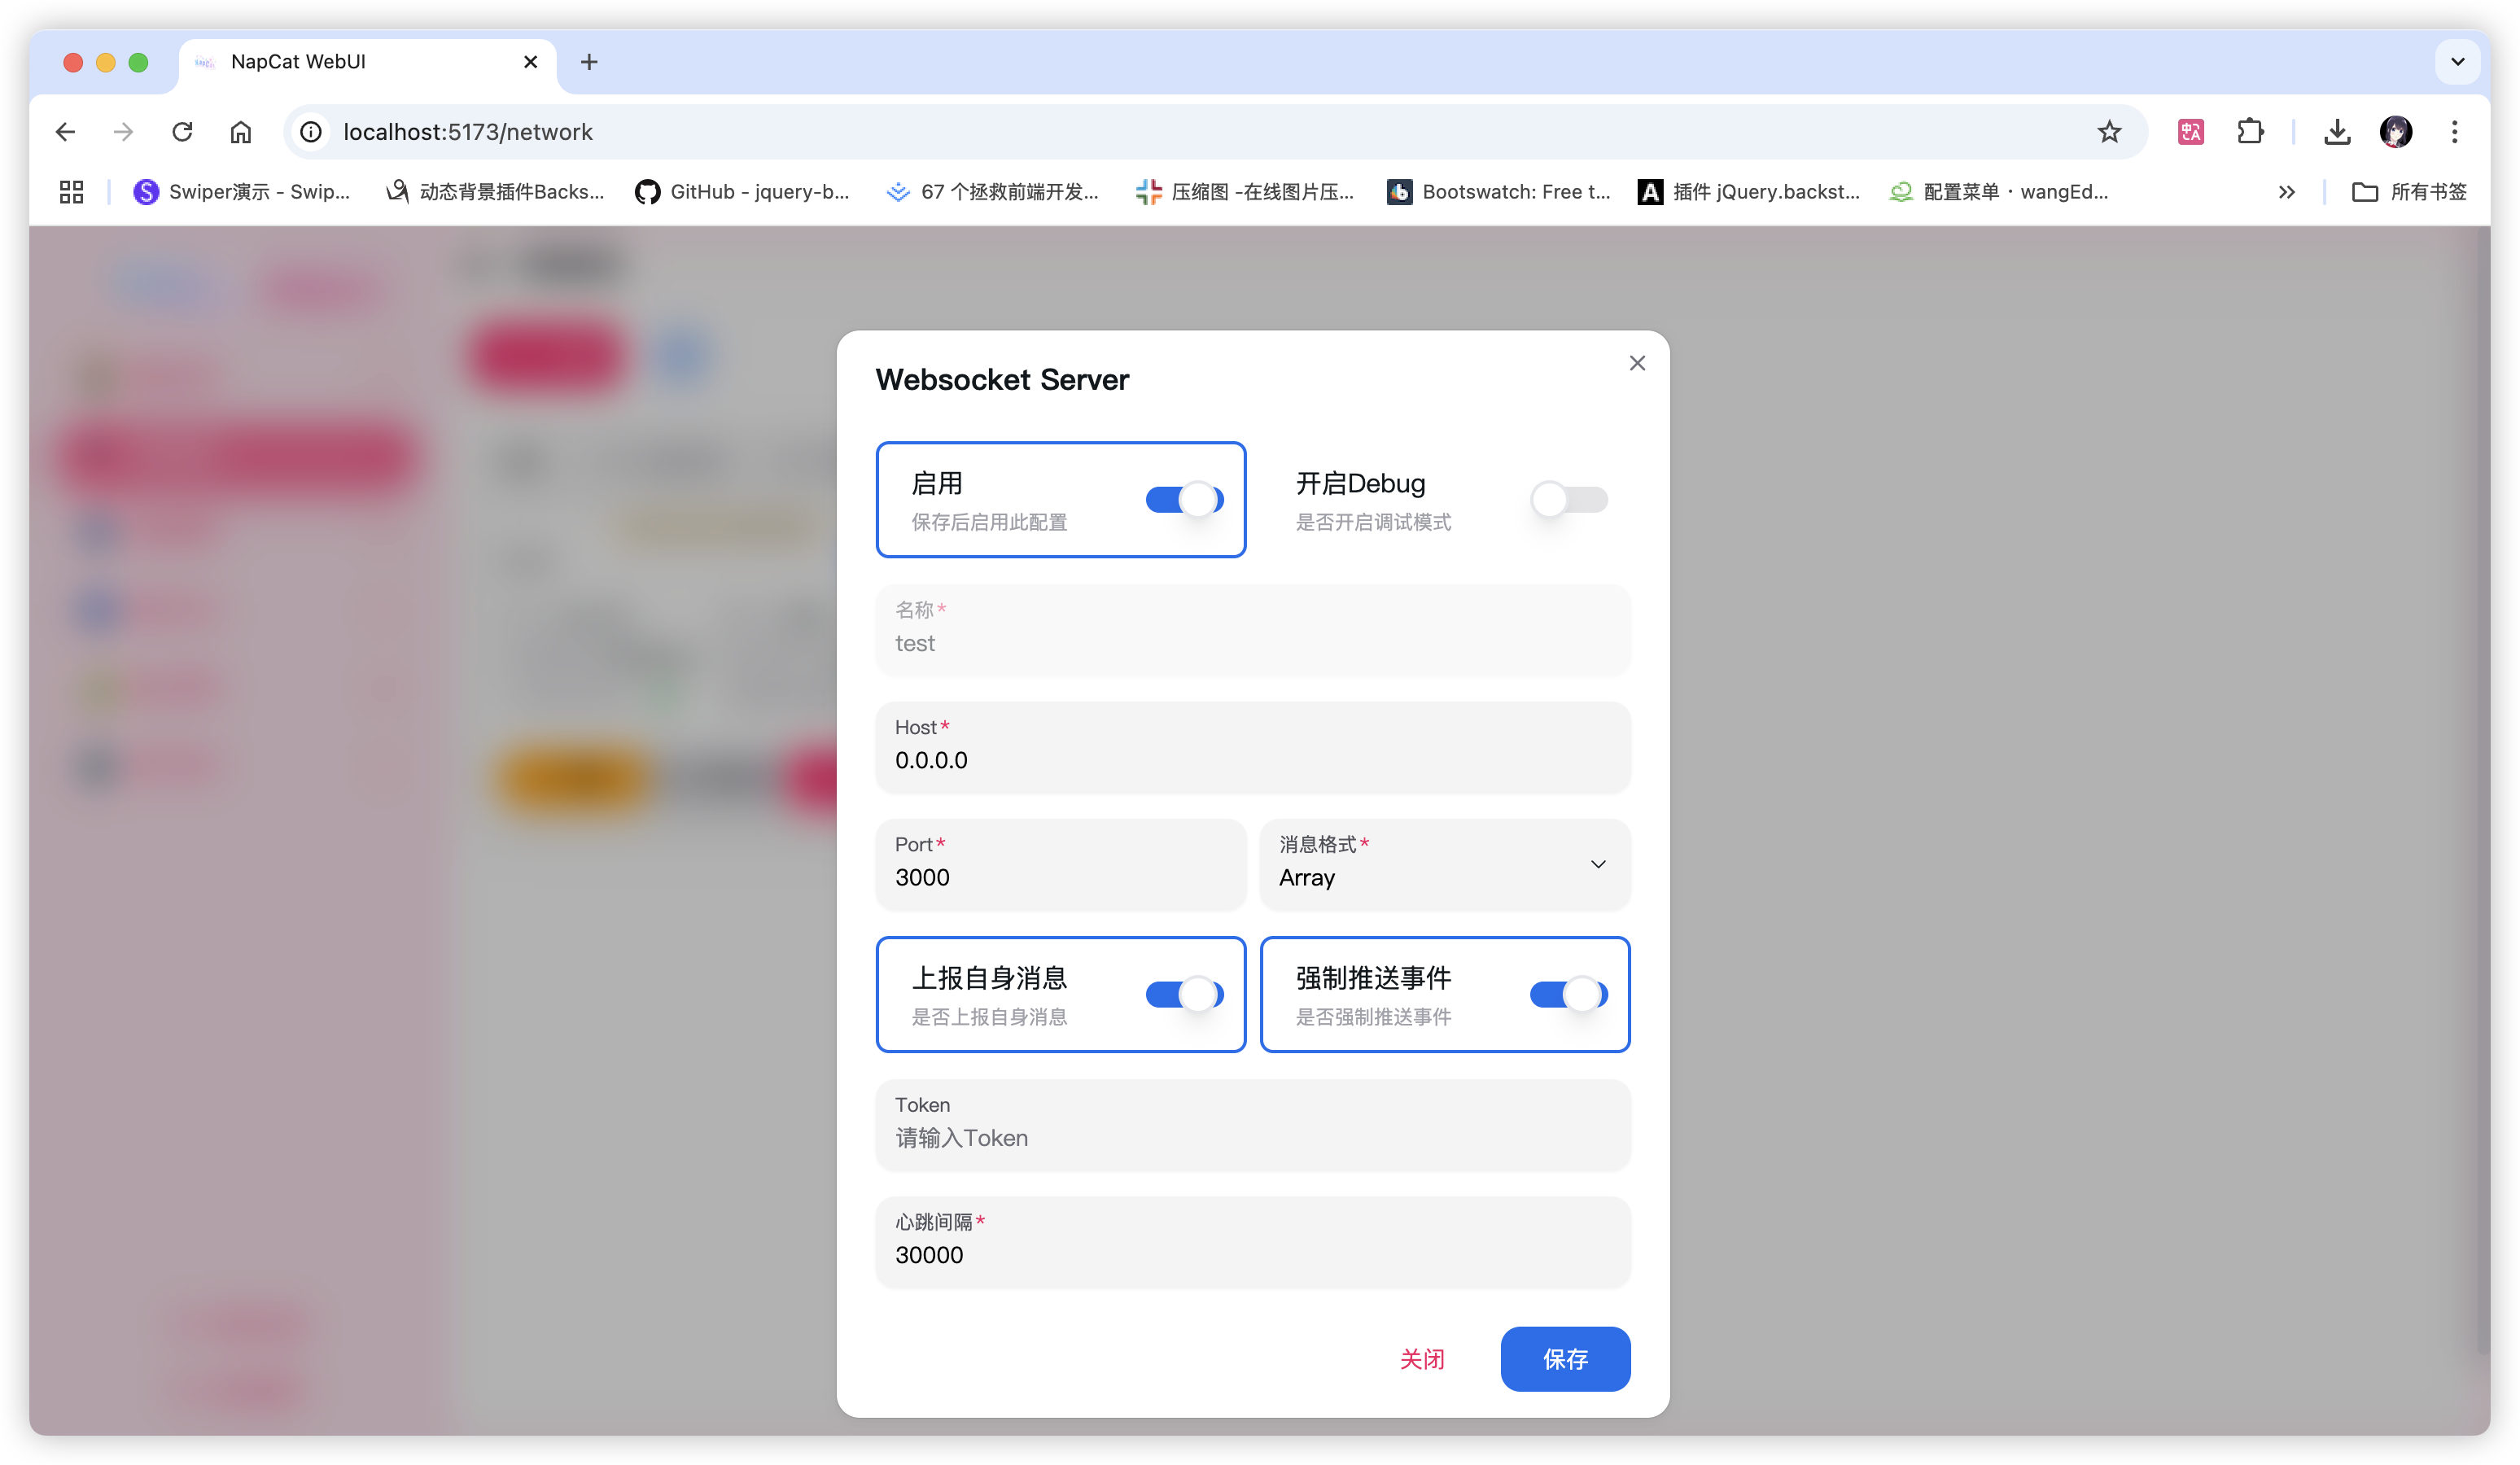 NapCat WebUI
localhost:5173/network
Swiper演示 - Swip...
动态背景插件Backs...
GitHub - jquery-b...
67 个拯救前端开发...
压缩图 -在线图片压...
Bootswatch: Free t...
插件 jQuery.backst...
配置菜单 · wangEd...
所有书签
Websocket Server
启用
保存后启用此配置
开启Debug
是否开启调试模式
名称*
test
Host*
0.0.0.0
Port*
3000
消息格式*
Array
上报自身消息
是否上报自身消息
强制推送事件
是否强制推送事件
Token
请输入Token
心跳间隔*
30000
关闭
保存